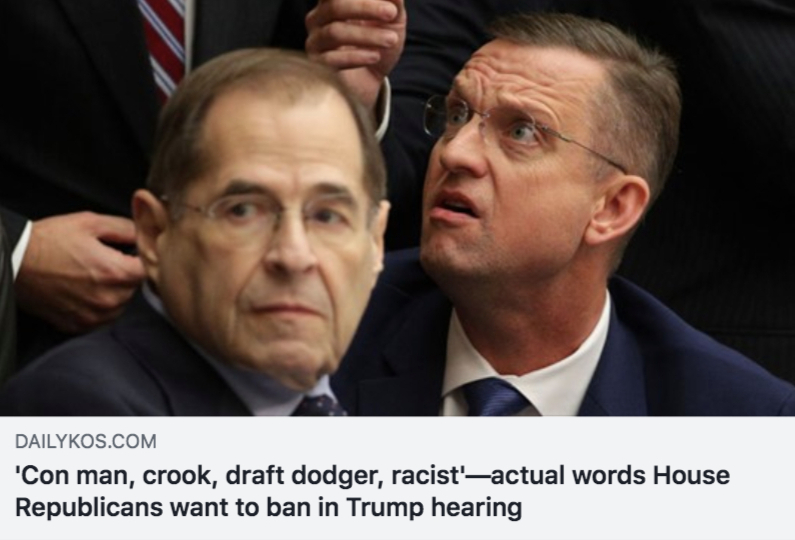 DAILYKOS.COM
'Con man, crook, draft dodger, racist'—actual words House
Republicans want to ban in Trump hearing